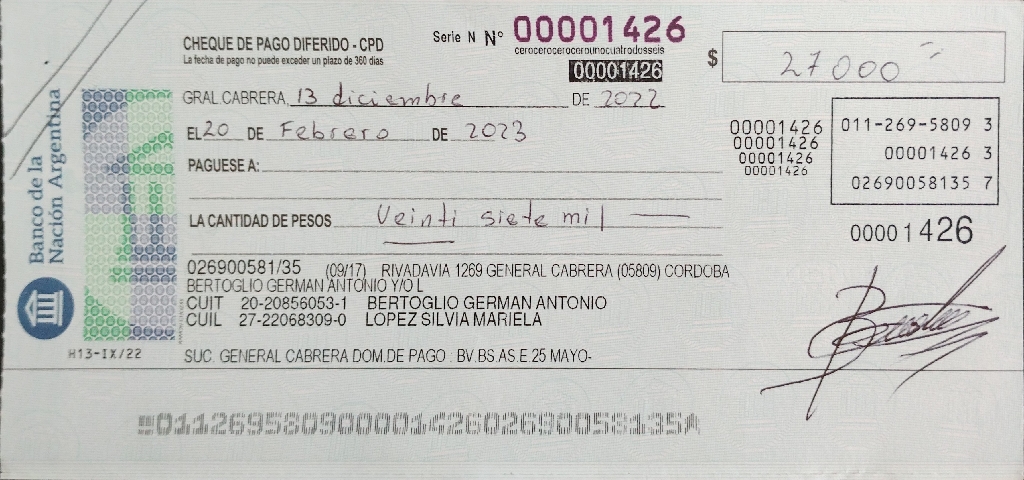 CHEQUE DE PAGO DIFERIDO - CPD
La fecha de pago no puede exceder un plazo de 360 días
Serie N Nº 00001426
cerocerocerocerounocuatrodosseis
00001426
$ 27000
GRAL.CABRERA, 13 diciembre DE 2022
EL 20 DE Febrero DE 2023
PAGUESE A:
LA CANTIDAD DE PESOS Veinti siete mil
00001426
00001426
00001426
00001426
011-269-5809 3
00001426 3
02690058135 7
00001426
026900581/35 (09/17) RIVADAVIA 1269 GENERAL CABRERA (05809) CORDOBA
BERTOGLIO GERMAN ANTONIO Y/O L
CUIT 20-20856053-1 BERTOGLIO GERMAN ANTONIO
CUIL 27-22068309-0 LOPEZ SILVIA MARIELA
SUC. GENERAL CABRERA DOM.DE PAGO : BV.BS.AS.E.25 MAYO-
Banco de la
Nación Argentina
H13-IX/22
01126958090000142602690058135